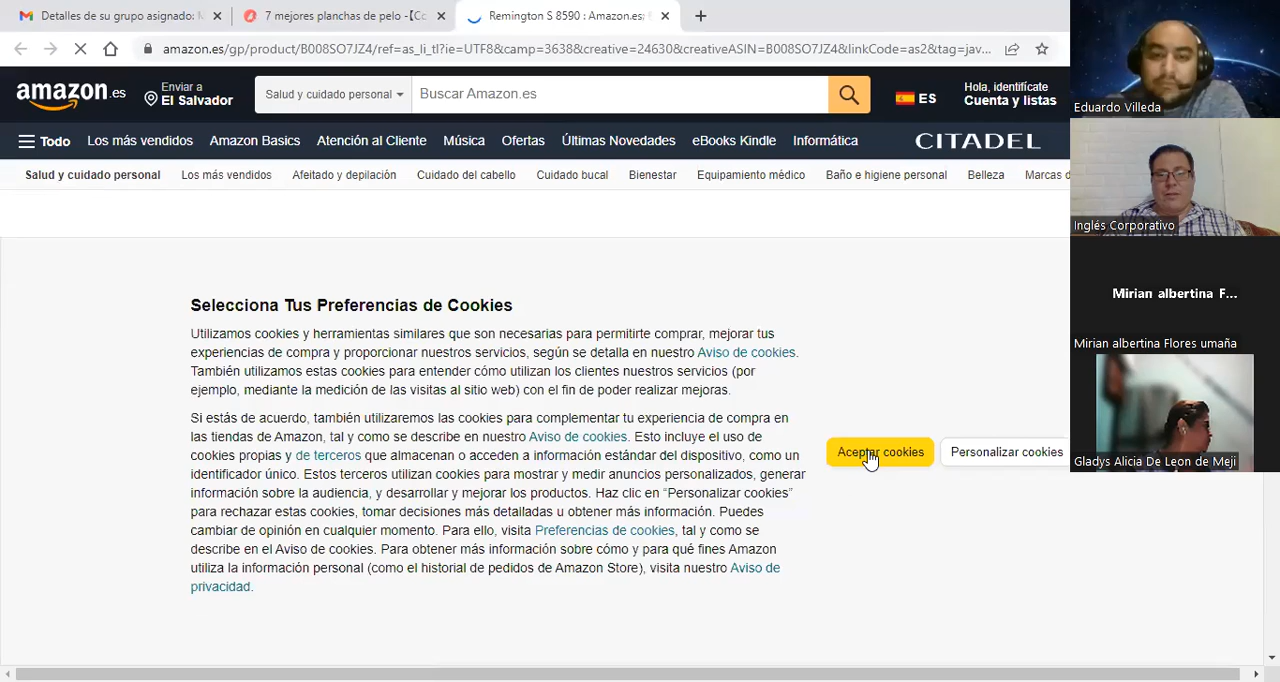 Detalles de su grupo asignado:
7 mejores planchas de pelo -【Co
Remington S 8590 : Amazon.es:
amazon.es/gp/product/B008SO7JZ4/ref=as_li_tl?ie=UTF8&camp=3638&creative=24630&creativeASIN=B008SO7JZ4&linkCode=as2&tag=jav...
amazon.es
Enviar a
El Salvador
Salud y cuidado personal
Buscar Amazon.es
ES
Hola, identifícate
Cuenta y listas
Todo Los más vendidos Amazon Basics Atención al Cliente Música Ofertas Últimas Novedades eBooks Kindle Informática CITADEL
Salud y cuidado personal Los más vendidos Afeitado y depilación Cuidado del cabello Cuidado bucal Bienestar Equipamiento médico Baño e higiene personal Belleza Marcas d
Selecciona Tus Preferencias de Cookies
Utilizamos cookies y herramientas similares que son necesarias para permitirte comprar, mejorar tus
experiencias de compra y proporcionar nuestros servicios, según se detalla en nuestro Aviso de cookies.
También utilizamos estas cookies para entender cómo utilizan los clientes nuestros servicios (por
ejemplo, mediante la medición de las visitas al sitio web) con el fin de poder realizar mejoras.
Si estás de acuerdo, también utilizaremos las cookies para complementar tu experiencia de compra en
las tiendas de Amazon, tal y como se describe en nuestro Aviso de cookies. Esto incluye el uso de
cookies propias y de terceros que almacenan o acceden a información estándar del dispositivo, como un
identificador único. Estos terceros utilizan cookies para mostrar y medir anuncios personalizados, generar
información sobre la audiencia, y desarrollar y mejorar los productos. Haz clic en “Personalizar cookies”
para rechazar estas cookies, tomar decisiones más detalladas u obtener más información. Puedes
cambiar de opinión en cualquier momento. Para ello, visita Preferencias de cookies, tal y como se
describe en el Aviso de cookies. Para obtener más información sobre cómo y para qué fines Amazon
utiliza la información personal (como el historial de pedidos de Amazon Store), visita nuestro Aviso de
privacidad.
Aceptar cookies
Personalizar cookies
Eduardo Villeda
Inglés Corporativo
Mirian albertina F...
Mirian albertina Flores umaña
Gladys Alicia De Leon de Meji